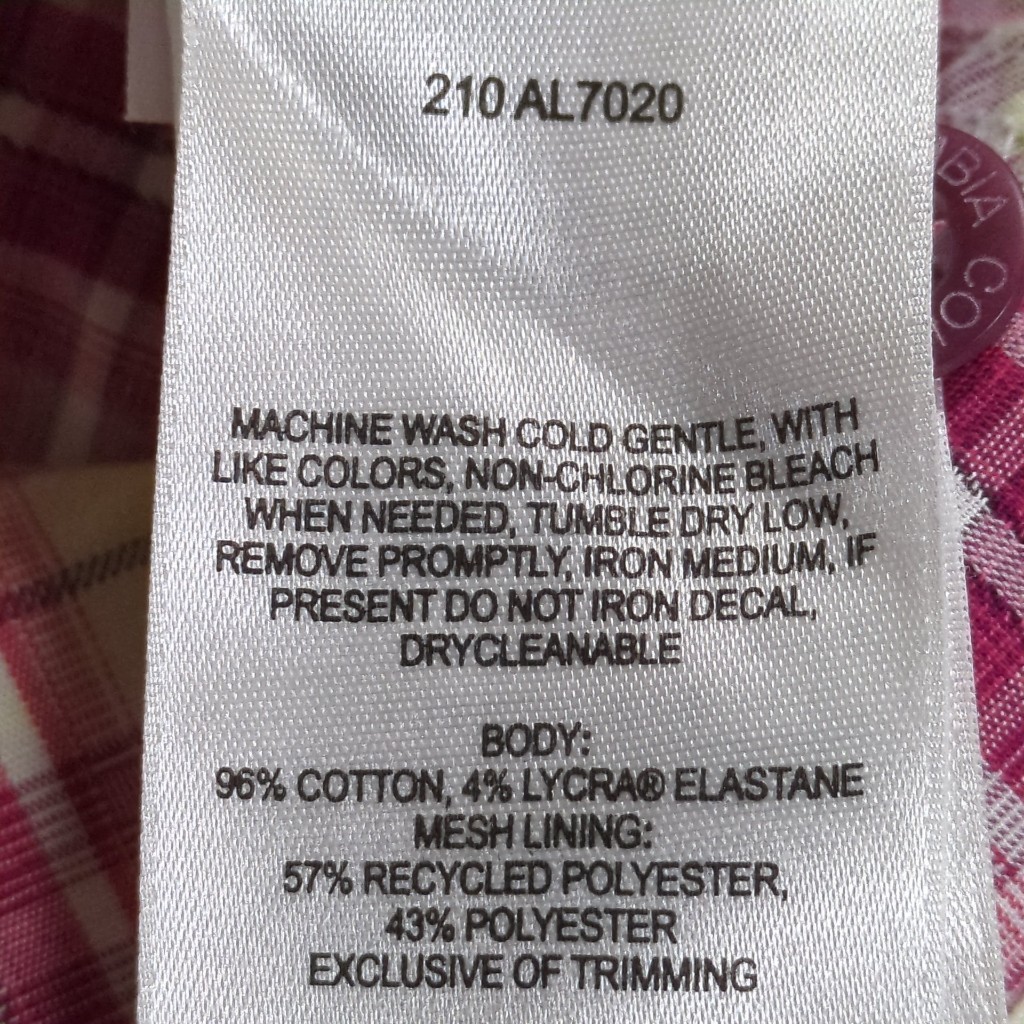 210 AL7020
MACHINE WASH COLD GENTLE, WITH
LIKE COLORS, NON-CHLORINE BLEACH
WHEN NEEDED, TUMBLE DRY LOW,
REMOVE PROMPTLY, IRON MEDIUM, IF
PRESENT DO NOT IRON DECAL,
DRYCLEANABLE
BODY:
96% COTTON, 4% LYCRA® ELASTANE
MESH LINING:
57% RECYCLED POLYESTER,
43% POLYESTER
EXCLUSIVE OF TRIMMING